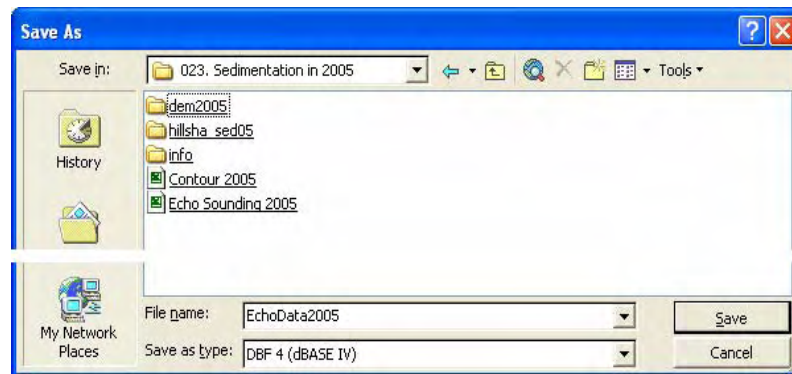 Save As
Save in: 023. Sedimentation in 2005 Tools
dem2005
hillsha_sed05
info
Contour 2005
Echo Sounding 2005
History
My Network
Places
File name: EchoData2005 Save
Save as type: DBF 4 (dBASE IV) Cancel